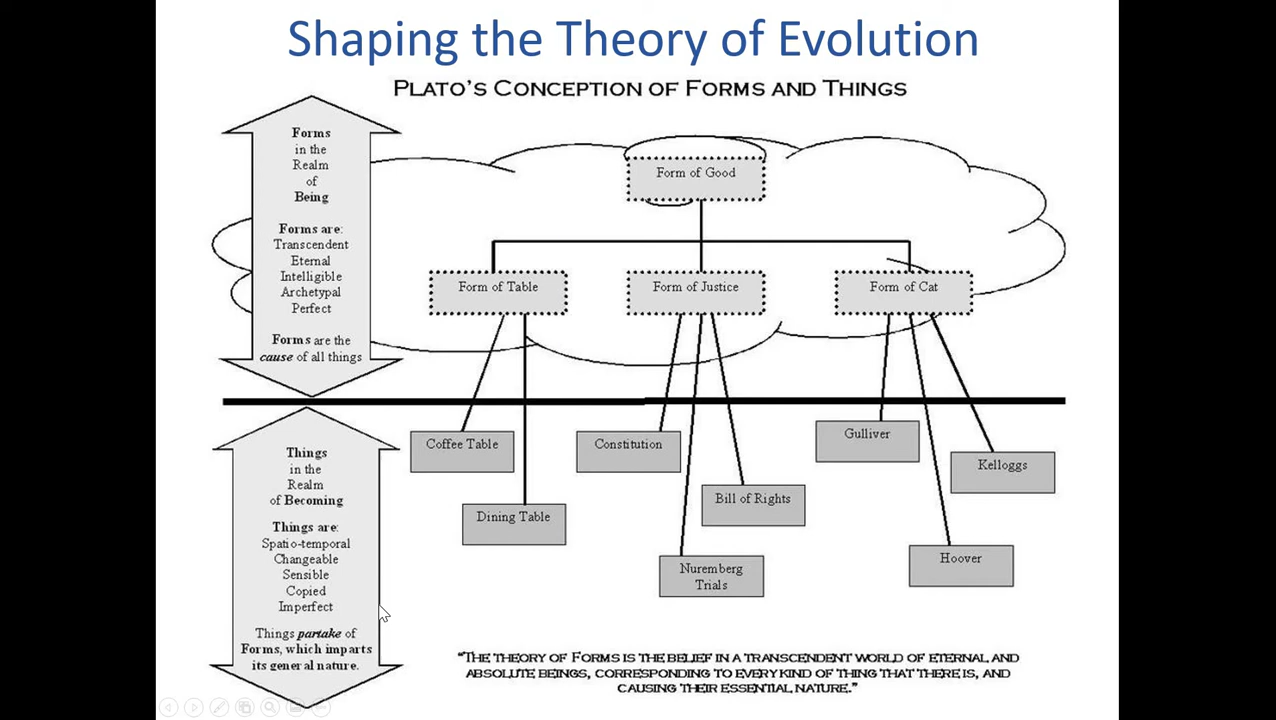 Shaping the Theory of Evolution
PLATO'S CONCEPTION OF FORMS AND THINGS
Forms
in the
Realm
of
Being
Forms are:
Transcendent
Eternal
Intelligible
Archetypal
Perfect
Forms are the
cause of all things
Form of Good
Form of Table
Form of Justice
Form of Cat
Things
in the
Realm
of Becoming
Things are:
Spatio-temporal
Changeable
Sensible
Copied
Imperfect
Things partake of
Forms, which imparts
its general nature.
Coffee Table
Dining Table
Constitution
Bill of Rights
Nuremberg
Trials
Gulliver
Kelloggs
Hoover
"THE THEORY OF FORMS IS THE BELIEF IN A TRANSCENDENT WORLD OF ETERNAL AND
ABSOLUTE BEINGS, CORRESPONDING TO EVERY KIND OF THING THAT THERE IS, AND
CAUSING THEIR ESSENTIAL NATURE."